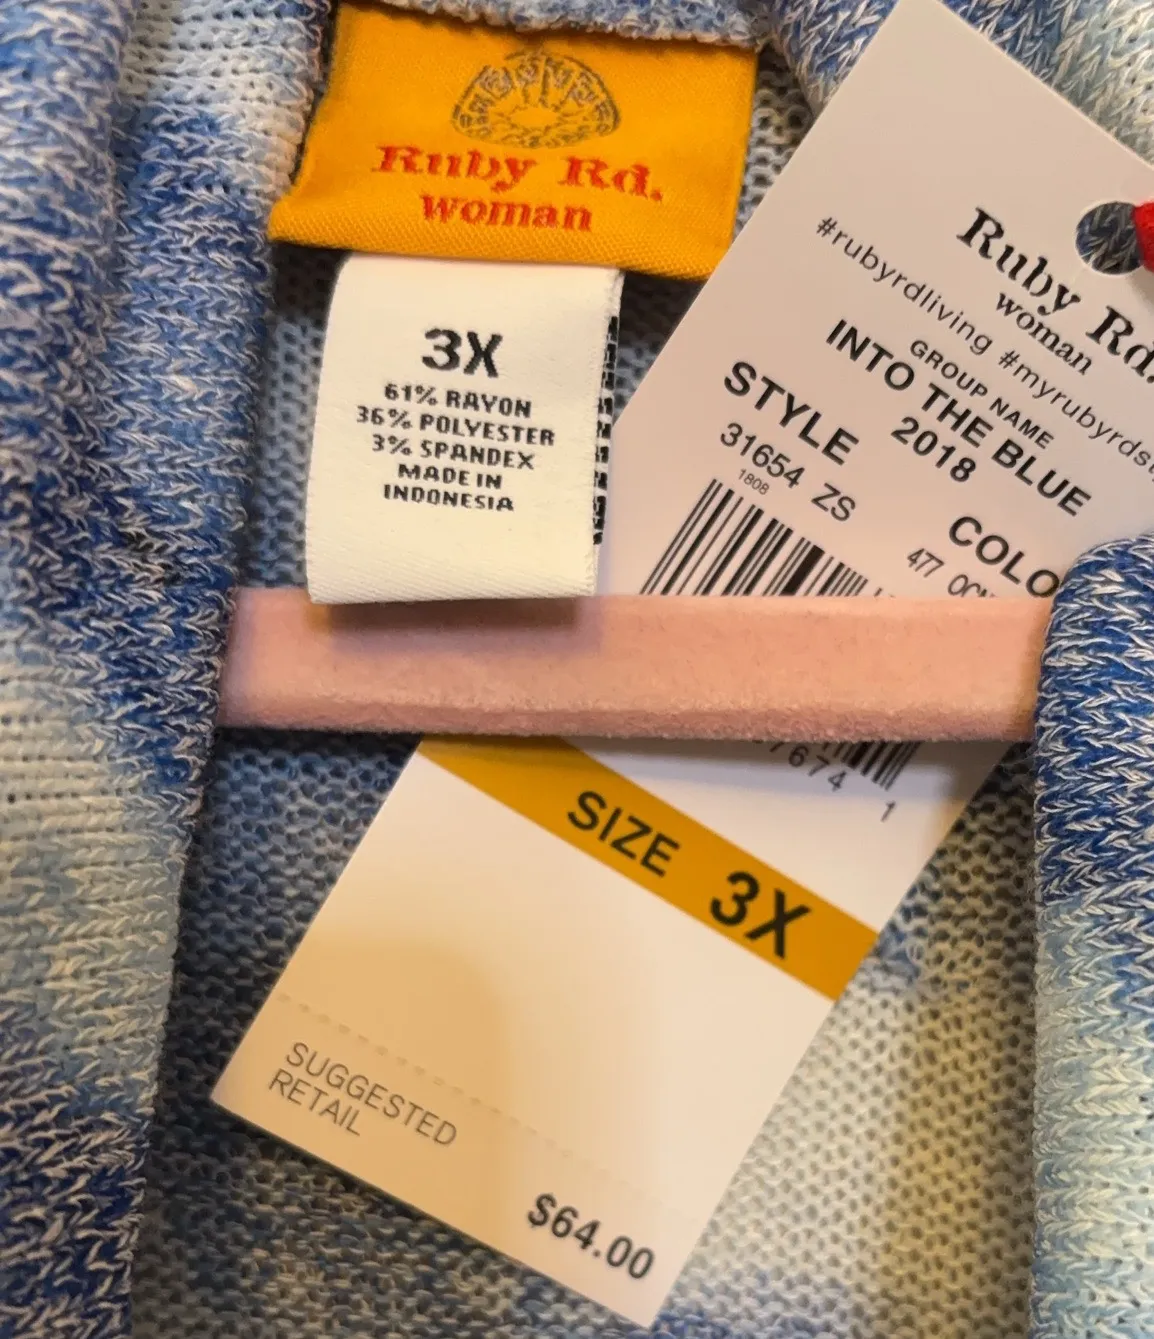 Ruby Rd.
woman
3X
61% RAYON
36% POLYESTER
3% SPANDEX
MADE IN
INDONESIA
Ruby Rd.
woman
#rubyrdliving #myrubyrdst
GROUP NAME
INTO THE BLUE
2018
STYLE
31654 ZS
1808
COLO
477
7674
1
SIZE 3X
SUGGESTED
RETAIL
$64.00